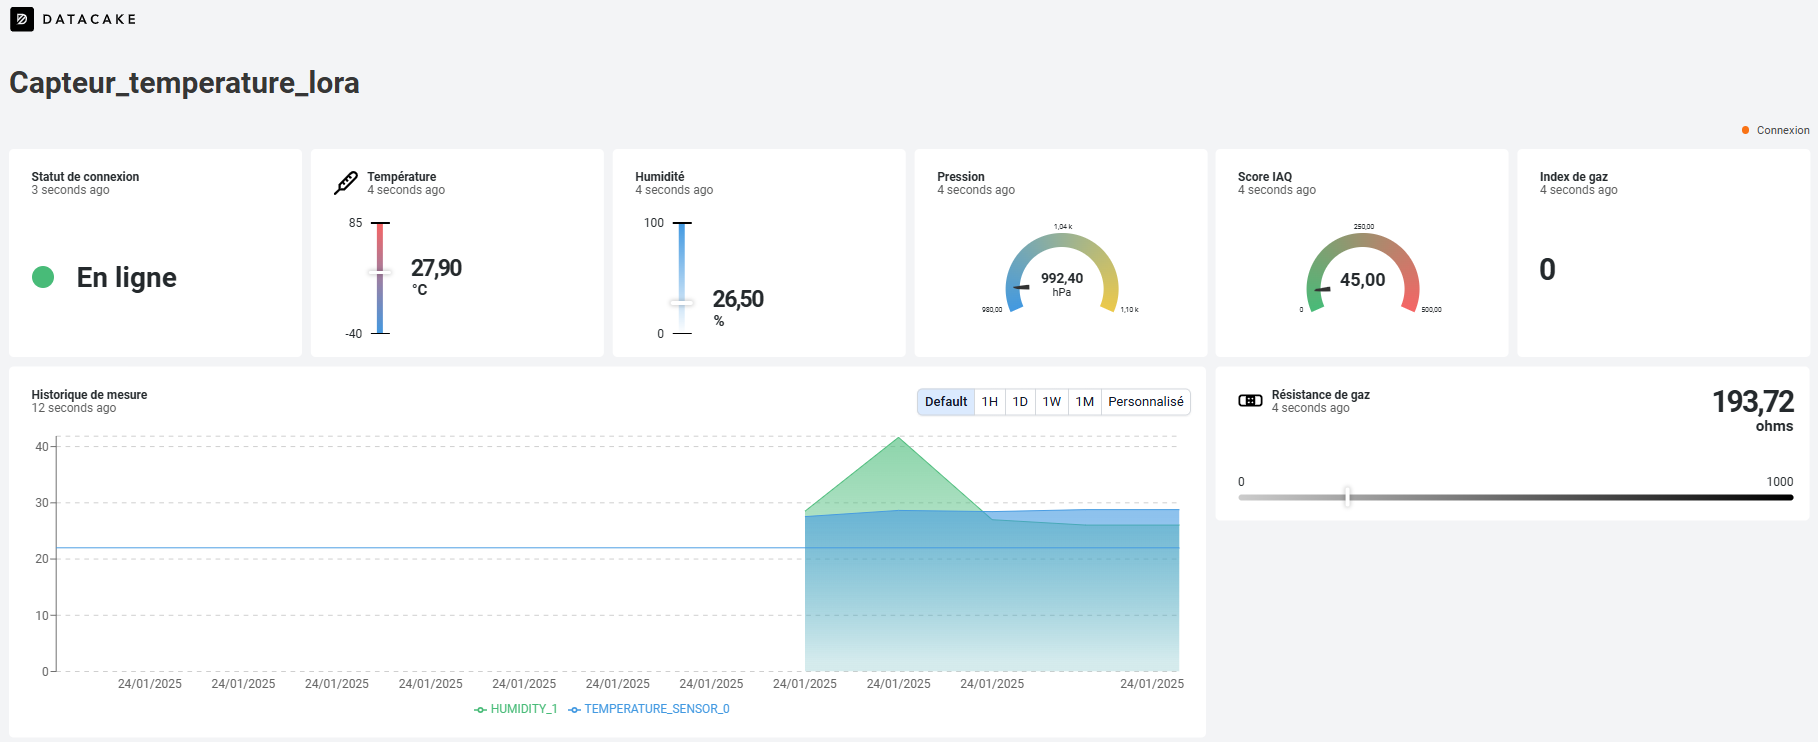 DATACAKE
Capteur_temperature_lora
Connexion
Statut de connexion
3 seconds ago
En ligne
Température
4 seconds ago
85
27,90
°C
-40
Humidité
4 seconds ago
100
26,50
%
0
Pression
4 seconds ago
1,04 k
992,40
hPa
980,00
1,10 k
Score IAQ
4 seconds ago
250,00
45,00
0
500,00
Index de gaz
4 seconds ago
0
Historique de mesure
12 seconds ago
Default 1H 1D 1W 1M Personnalisé
40
30
20
10
0
24/01/2025 24/01/2025 24/01/2025 24/01/2025 24/01/2025 24/01/2025 24/01/2025 24/01/2025 24/01/2025 24/01/2025 24/01/2025
HUMIDITY_1 TEMPERATURE_SENSOR_0
Résistance de gaz
4 seconds ago
193,72
ohms
0 1000